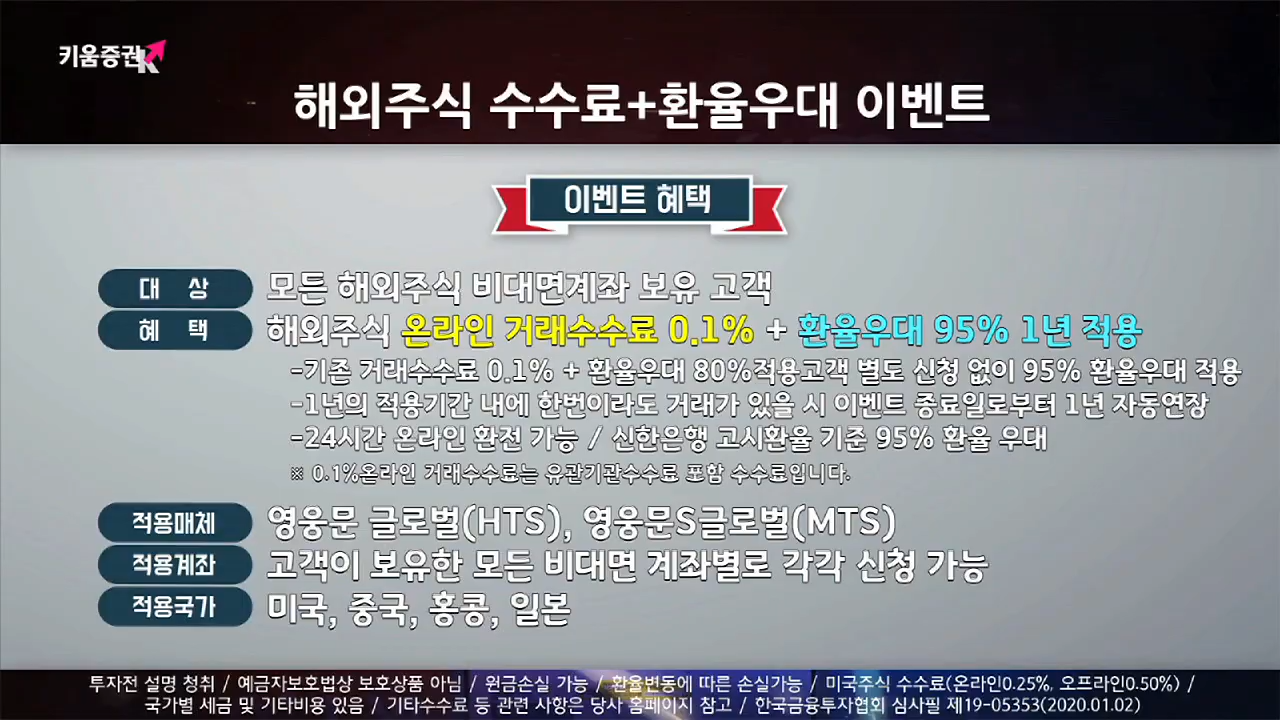 키움증권
해외주식 수수료+환율우대 이벤트
이벤트 혜택
대 상
모든 해외주식 비대면계좌 보유 고객
혜 택
해외주식 온라인 거래수수료 0.1% + 환율우대 95% 1년 적용
-기존 거래수수료 0.1% + 환율우대 80%적용고객 별도 신청 없이 95% 환율우대 적용
-1년의 적용기간 내에 한번이라도 거래가 있을 시 이벤트 종료일로부터 1년 자동연장
-24시간 온라인 환전 가능 / 신한은행 고시환율 기준 95% 환율 우대
※ 0.1%온라인 거래수수료는 유관기관수수료 포함 수수료입니다.
적용매체
영웅문 글로벌(HTS), 영웅문S글로벌(MTS)
적용계좌
고객이 보유한 모든 비대면 계좌별로 각각 신청 가능
적용국가
미국, 중국, 홍콩, 일본
투자전 설명 청취 / 예금자보호법상 보호상품 아님 / 원금손실 가능 / 환율변동에 따른 손실가능 / 미국주식 수수료(온라인0.25%, 오프라인0.50%) /
국가별 세금 및 기타비용 있음 / 기타수수료 등 관련 사항은 당사 홈페이지 참고 / 한국금융투자협회 심사필 제19-05353(2020.01.02)